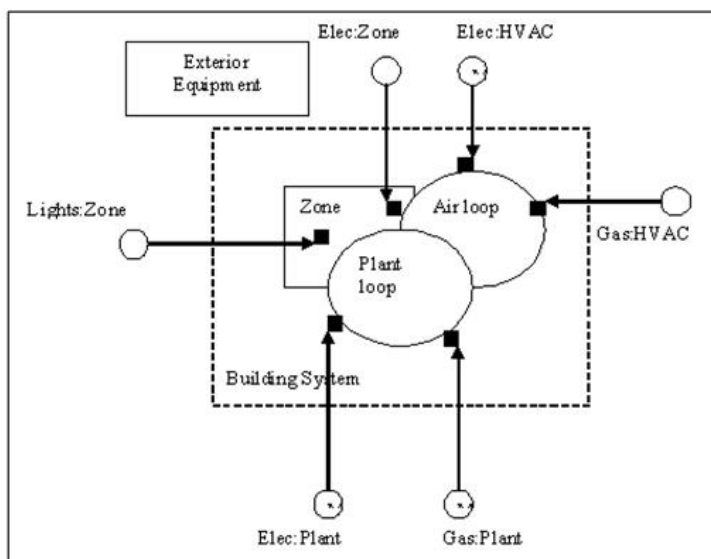 Elec:Zone
Elec:HVAC
Exterior
Equipment
Lights:Zone
Zone
Air loop
Gas:HVAC
Plant
loop
Building System
Elec:Plant
Gas:Plant